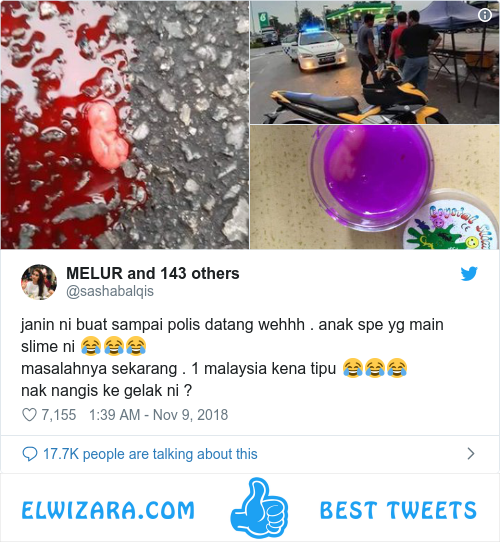 MELUR and 143 others
@sashabalqis
janin ni buat sampai polis datang wehhh . anak spe yg main
slime ni 😂😂😂
masalahnya sekarang . 1 malaysia kena tipu 😂😂😂
nak nangis ke gelak ni ?
7,155 1:39 AM - Nov 9, 2018
17.7K people are talking about this
ELWIZARA.COM BEST TWEETS